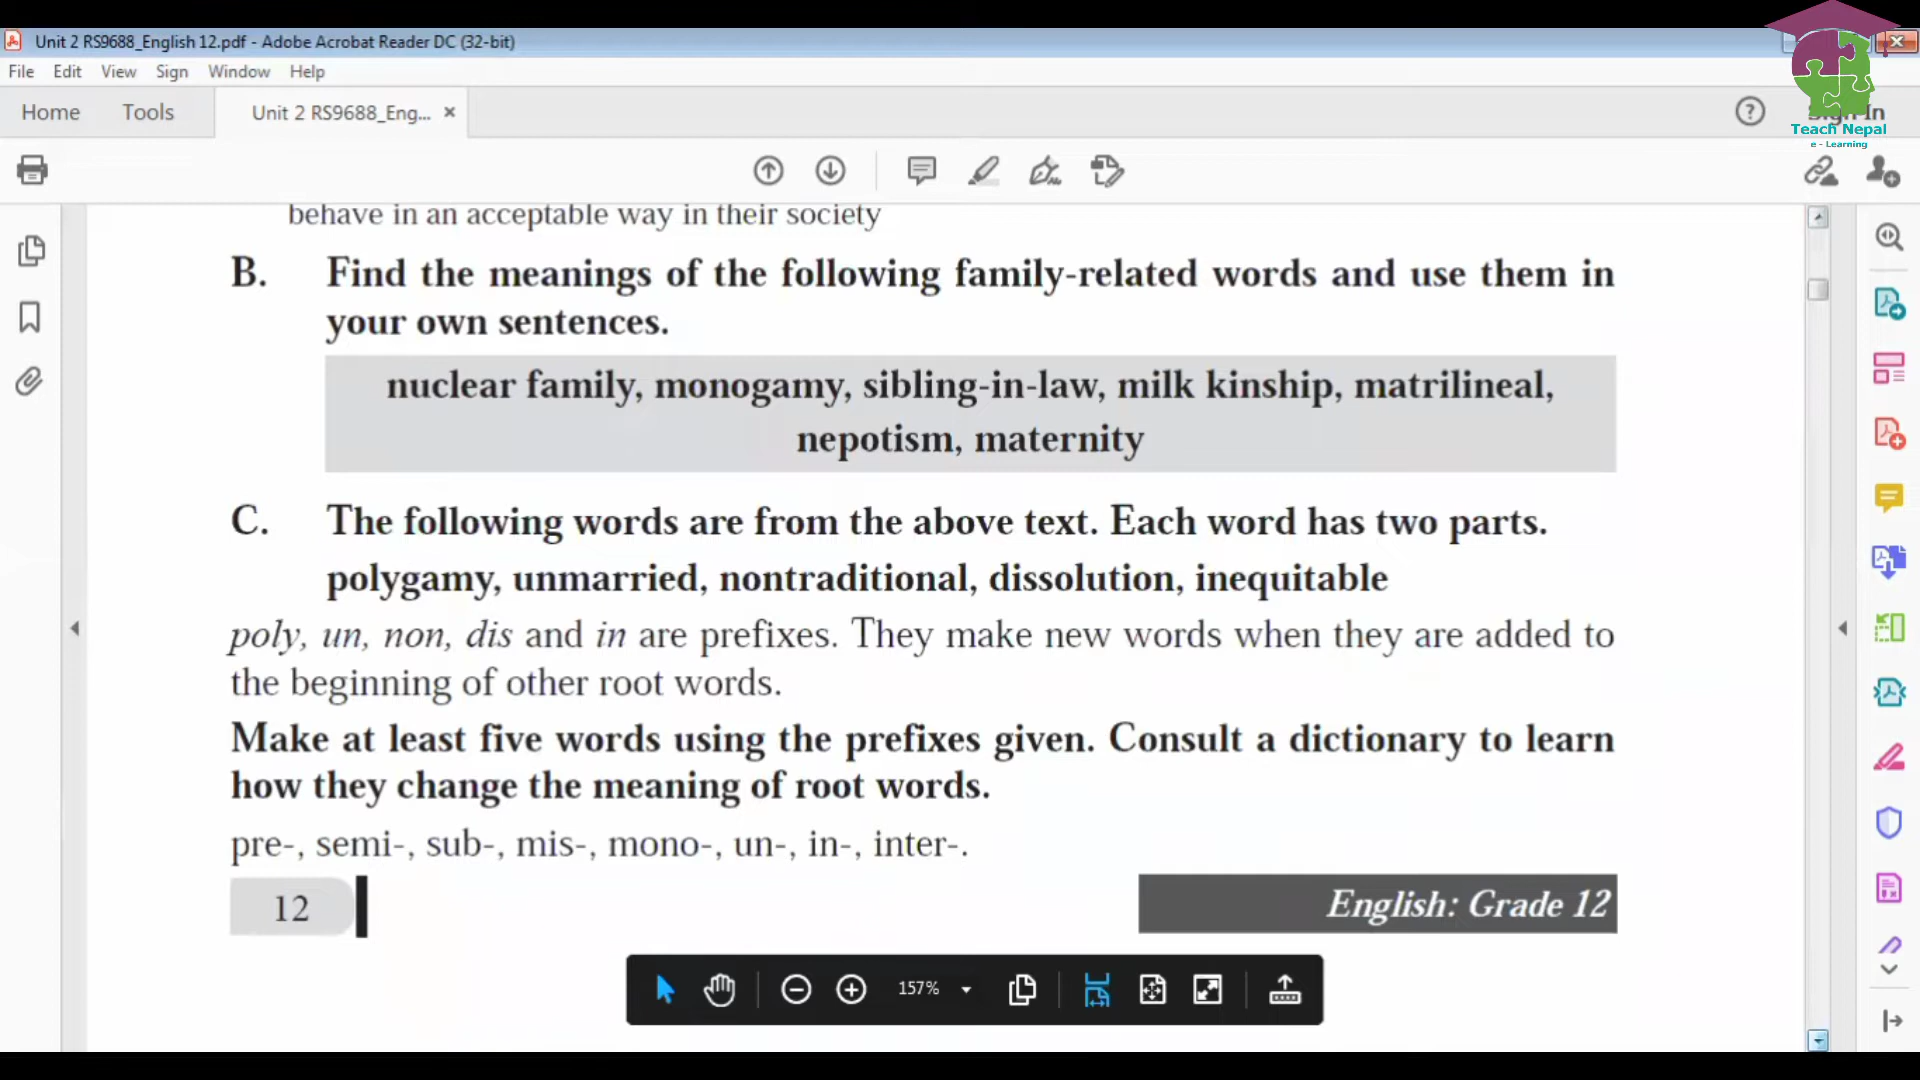 Unit 2 RS9688_English 12.pdf - Adobe Acrobat Reader DC (32-bit)
File Edit View Sign Window Help
Home Tools Unit 2 RS9688_Eng... × Sign In
Teach Nepal
e - Learning
behave in an acceptable way in their society
B. Find the meanings of the following family-related words and use them in
your own sentences.
nuclear family, monogamy, sibling-in-law, milk kinship, matrilineal,
nepotism, maternity
C. The following words are from the above text. Each word has two parts.
polygamy, unmarried, nontraditional, dissolution, inequitable
poly, un, non, dis and in are prefixes. They make new words when they are added to
the beginning of other root words.
Make at least five words using the prefixes given. Consult a dictionary to learn
how they change the meaning of root words.
pre-, semi-, sub-, mis-, mono-, un-, in-, inter-.
12
English: Grade 12
157%